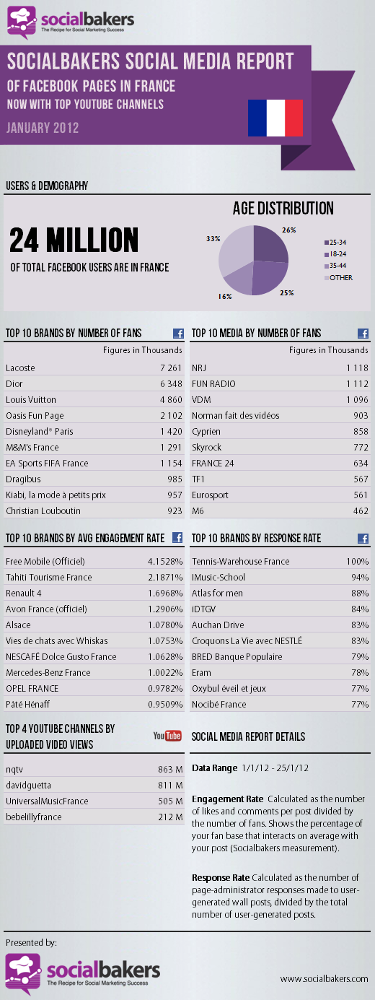 socialbakers
The Recipe for Social Marketing Success
SOCIALBAKERS SOCIAL MEDIA REPORT
OF FACEBOOK PAGES IN FRANCE
NOW WITH TOP YOUTUBE CHANNELS
JANUARY 2012
USERS & DEMOGRAPHY
24 MILLION
OF TOTAL FACEBOOK USERS ARE IN FRANCE
AGE DISTRIBUTION
26%
33%
25%
16%
25-34
18-24
35-44
OTHER
TOP 10 BRANDS BY NUMBER OF FANS
Figures in Thousands
Lacoste 7 261
Dior 6 348
Louis Vuitton 4 860
Oasis Fun Page 2 102
Disneyland® Paris 1 420
M&M's France 1 291
EA Sports FIFA France 1 154
Dragibus 985
Kiabi, la mode à petits prix 957
Christian Louboutin 923
TOP 10 MEDIA BY NUMBER OF FANS
Figures in Thousands
NRJ 1 118
FUN RADIO 1 112
VDM 1 096
Norman fait des vidéos 903
Cyprien 858
Skyrock 772
FRANCE 24 634
TF1 567
Eurosport 561
M6 462
TOP 10 BRANDS BY AVG ENGAGEMENT RATE
Free Mobile (Officiel) 4.1528%
Tahiti Tourisme France 2.1871%
Renault 4 1.6968%
Avon France (officiel) 1.2906%
Alsace 1.0780%
Vies de chats avec Whiskas 1.0753%
NESCAFÉ Dolce Gusto France 1.0628%
Mercedes-Benz France 1.0022%
OPEL FRANCE 0.9782%
Pâté Hénaff 0.9509%
TOP 10 BRANDS BY RESPONSE RATE
Tennis-Warehouse France 100%
IMusic-School 94%
Atlas for men 88%
iDTGV 84%
Auchan Drive 83%
Croquons La Vie avec NESTLÉ 83%
BRED Banque Populaire 79%
Eram 78%
Oxybul éveil et jeux 77%
Nocibé France 77%
TOP 4 YOUTUBE CHANNELS BY
UPLOADED VIDEO VIEWS
YouTube
nqtv 863 M
davidguetta 811 M
UniversalMusicFrance 505 M
bebelillyfrance 212 M
SOCIAL MEDIA REPORT DETAILS
Data Range 1/1/12 - 25/1/12
Engagement Rate Calculated as the number
of likes and comments per post divided by
the number of fans. Shows the percentage of
your fan base that interacts on average with
your post (Socialbakers measurement).
Response Rate Calculated as the number of
page-administrator responses made to user-
generated wall posts, divided by the total
number of user-generated posts.
Presented by:
socialbakers
The Recipe for Social Marketing Success
www.socialbakers.com